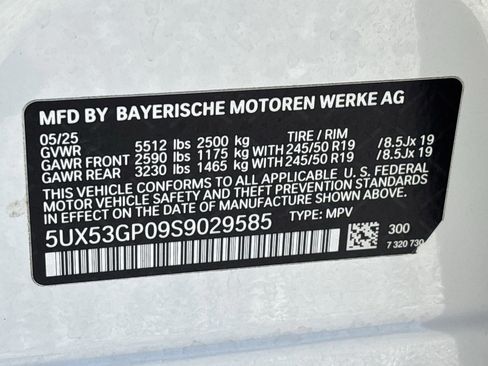 MFD BY BAYERISCHE MOTOREN WERKE AG
05/25 TIRE / RIM
GVWR 5512 lbs 2500 kg
GAWR FRONT 2590 lbs 1175 kg WITH 245/50 R19 /8.5Jx 19
GAWR REAR 3230 lbs 1465 kg WITH 245/50 R19 /8.5Jx 19
THIS VEHICLE CONFORMS TO ALL APPLICABLE U. S. FEDERAL
MOTOR VEHICLE SAFETY, BUMPER, AND THEFT PREVENTION
STANDARDS IN EFFECT ON THE DATE OF MANUFACTURE SHOWN ABOVE.
5UX53GP09S9029585 TYPE: MPV
300
7 320 730